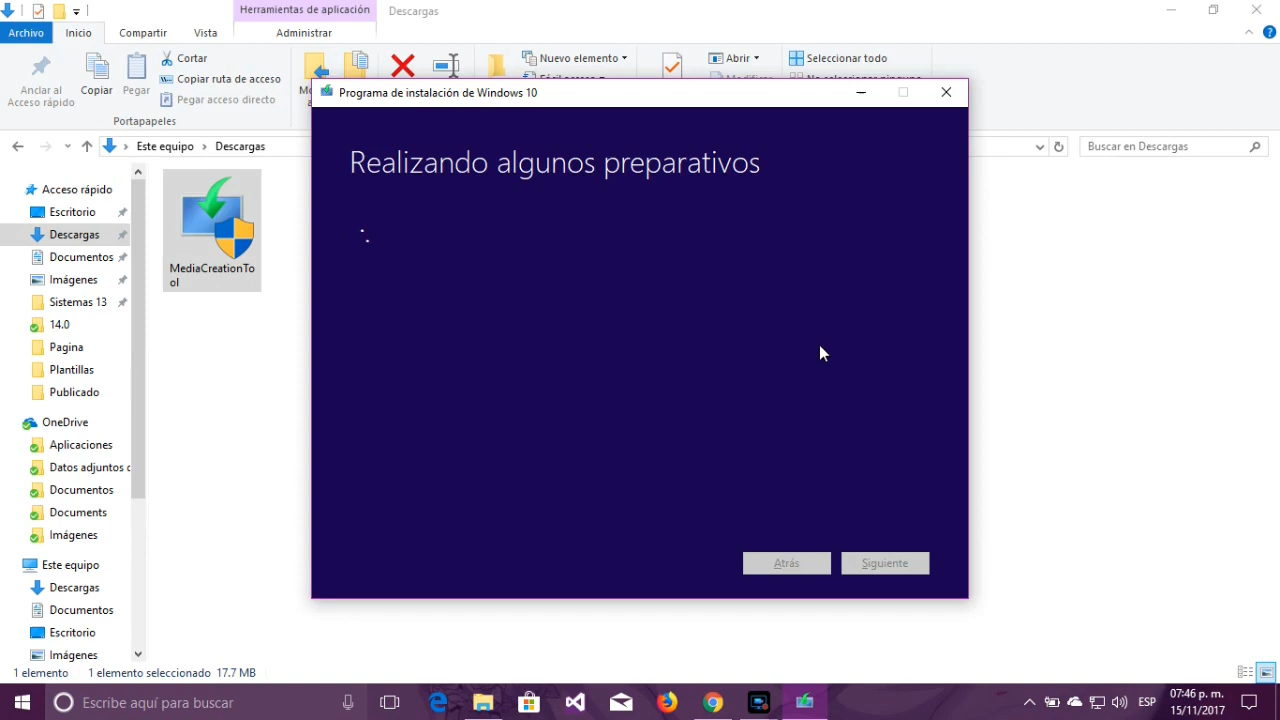 Herramientas de aplicación
Descargas
Archivo
Inicio
Compartir
Vista
Administrar
Anclar al
Acceso rápido
Copiar
Pegar
Cortar
Copiar ruta de acceso
Pegar acceso directo
Portapapeles
Nuevo elemento
Abrir
Seleccionar todo
Programa de instalación de Windows 10
Realizando algunos preparativos
Atrás
Siguiente
Este equipo
Descargas
Buscar en Descargas
MediaCreationTo
ol
Acceso rápido
Escritorio
Descargas
Documentos
Imágenes
Sistemas 13
14.0
Pagina
Plantillas
Publicado
OneDrive
Aplicaciones
Datos adjuntos
Documentos
Documents
Imágenes
Este equipo
Descargas
Documentos
Escritorio
Imágenes
1 elemento
1 elemento seleccionado 17.7 MB
Escribe aquí para buscar
ESP
07:46 p. m.
15/11/2017